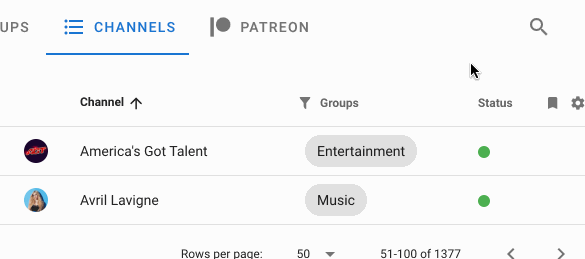 UPS CHANNELS PATREON
Channel Groups Status
America's Got Talent Entertainment
Avril Lavigne Music
Rows per page: 50 51-100 of 1377